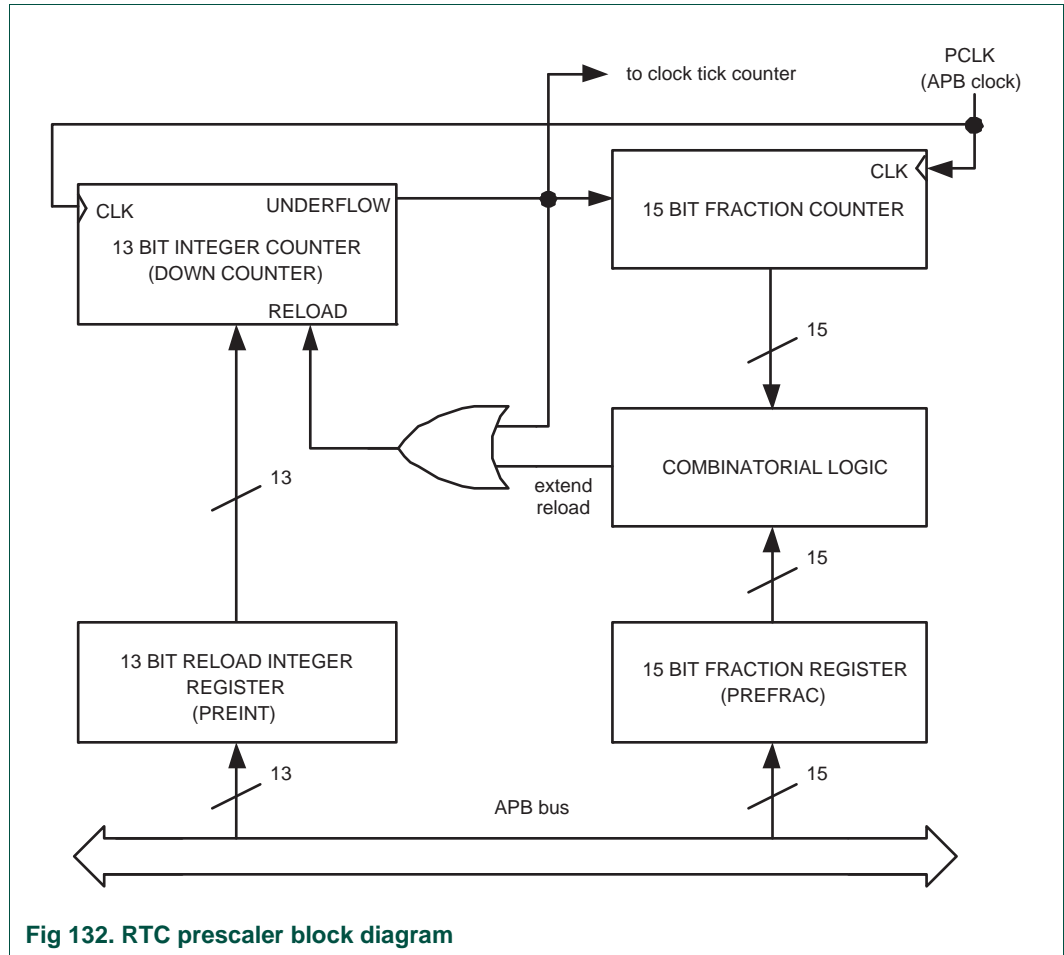 to clock tick counter
PCLK
(APB clock)
CLK
UNDERFLOW
13 BIT INTEGER COUNTER
(DOWN COUNTER)
RELOAD
CLK
15 BIT FRACTION COUNTER
15
COMBINATORIAL LOGIC
extend
reload
13
15
13 BIT RELOAD INTEGER
REGISTER
(PREINT)
15 BIT FRACTION REGISTER
(PREFRAC)
13
15
APB bus
Fig 132. RTC prescaler block diagram